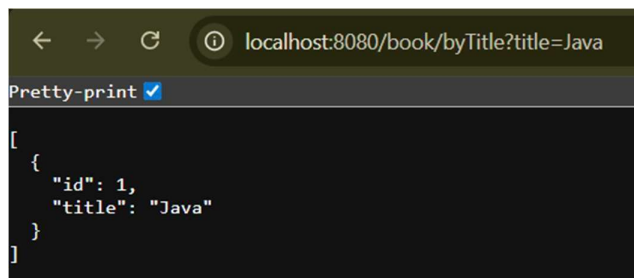 localhost:8080/book/byTitle?title=Java
Pretty-print
[
  {
    "id": 1,
    "title": "Java"
  }
]